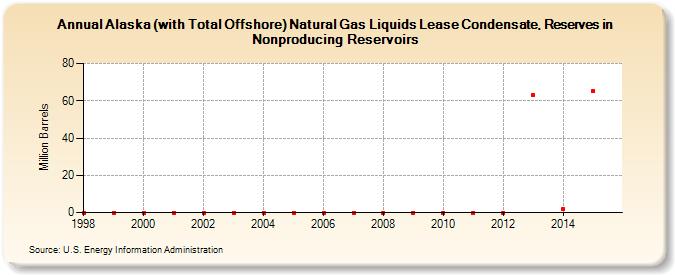 Annual Alaska (with Total Offshore) Natural Gas Liquids Lease Condensate, Reserves in
Nonproducing Reservoirs
Million Barrels
80
60
40
20
0
1998 2000 2002 2004 2006 2008 2010 2012 2014
Source: U.S. Energy Information Administration